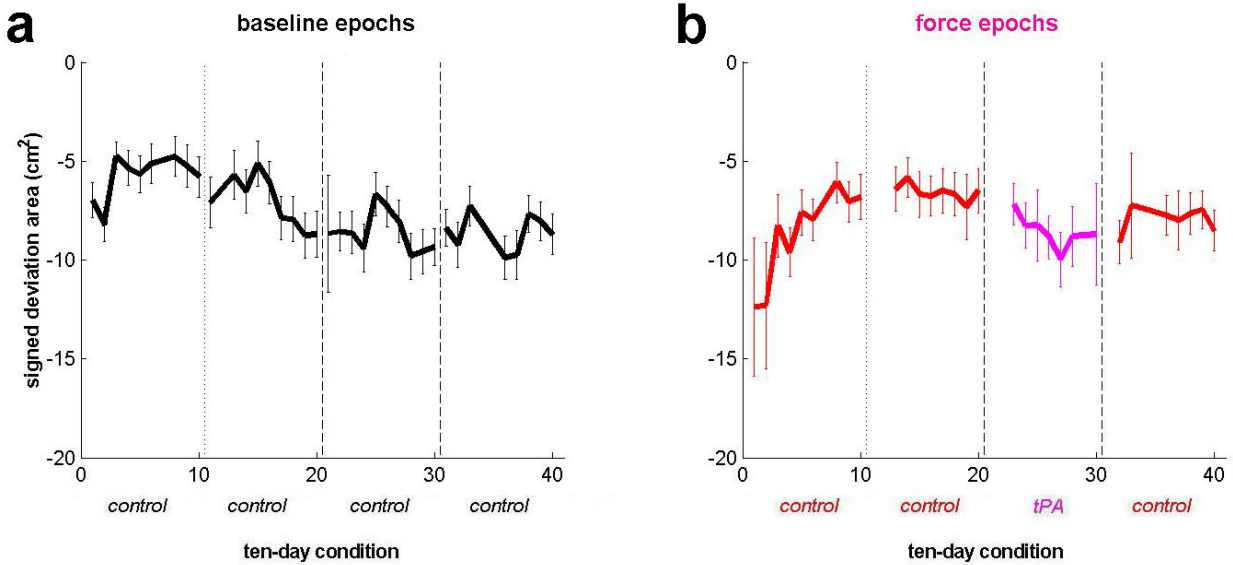 a
baseline epochs
signed deviation area (cm²)
0
-5
-10
-15
-20
0
10
20
30
40
control
control
control
control
ten-day condition
b
force epochs
0
-5
-10
-15
-20
0
10
20
30
40
control
control
tPA
control
ten-day condition